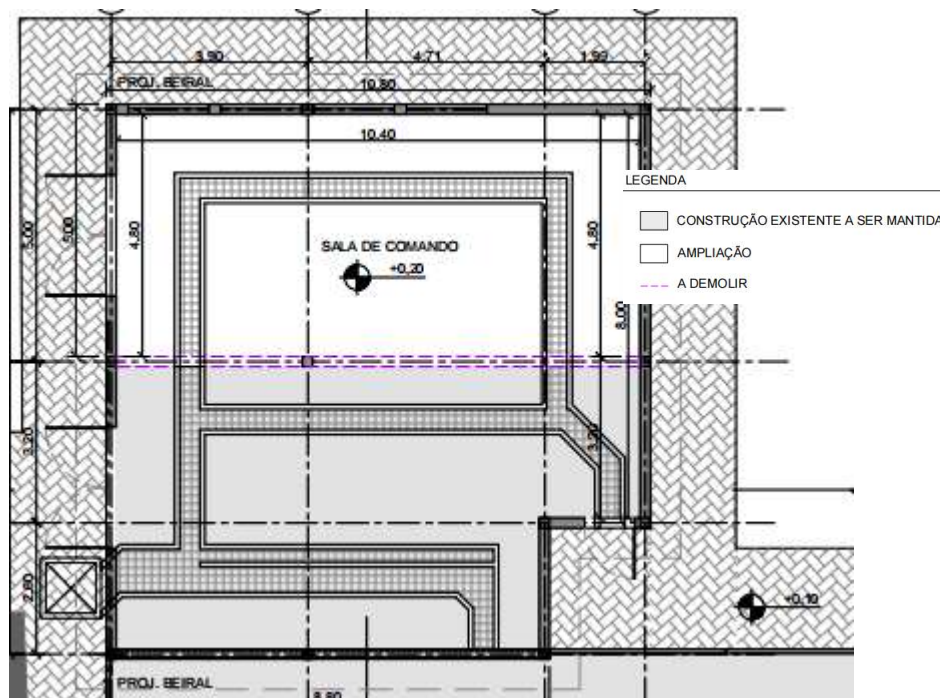 3.90 4.71 1.99
PROJ. BEIRAL 10.80
10.40
LEGENDA
CONSTRUÇÃO EXISTENTE A SER MANTIDA
AMPLIAÇÃO
A DEMOLIR
5.00 5.00 4.80 4.80 8.00
SALA DE COMANDO
+0,20
3.20 3.20
2.80
+0,10
PROJ. BEIRAL
8.80